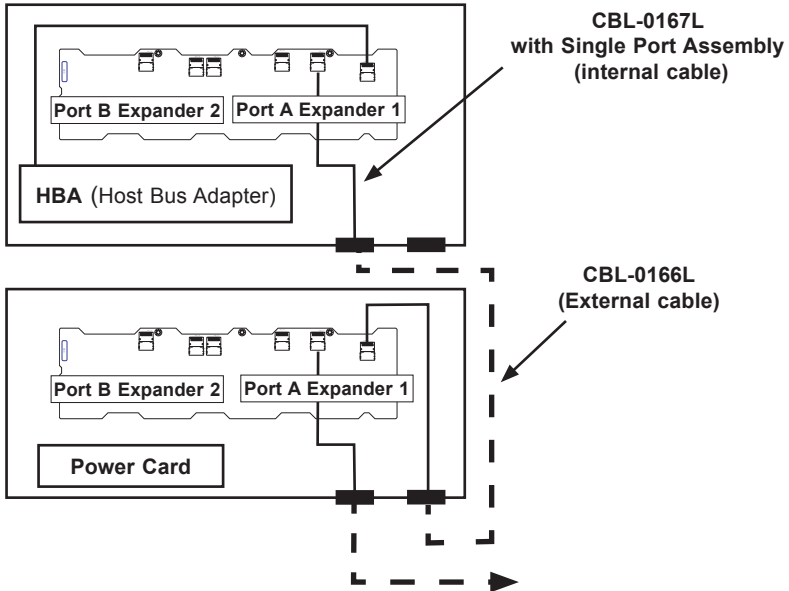 CBL-0167L
with Single Port Assembly
(internal cable)
Port B Expander 2
Port A Expander 1
HBA (Host Bus Adapter)
CBL-0166L
(External cable)
Port B Expander 2
Port A Expander 1
Power Card